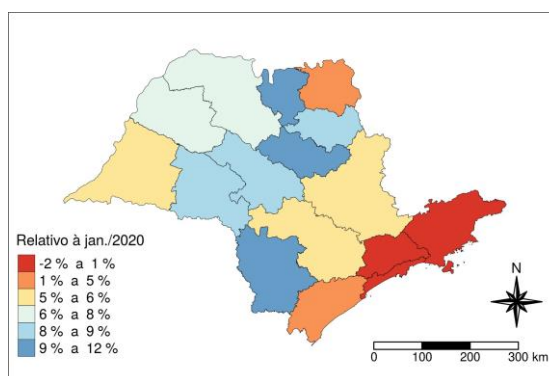 Relativo à jan./2020
-2 % a 1 %
1 % a 5 %
5 % a 6 %
6 % a 8 %
8 % a 9 %
9 % a 12 %
N
0 100 200 300 km